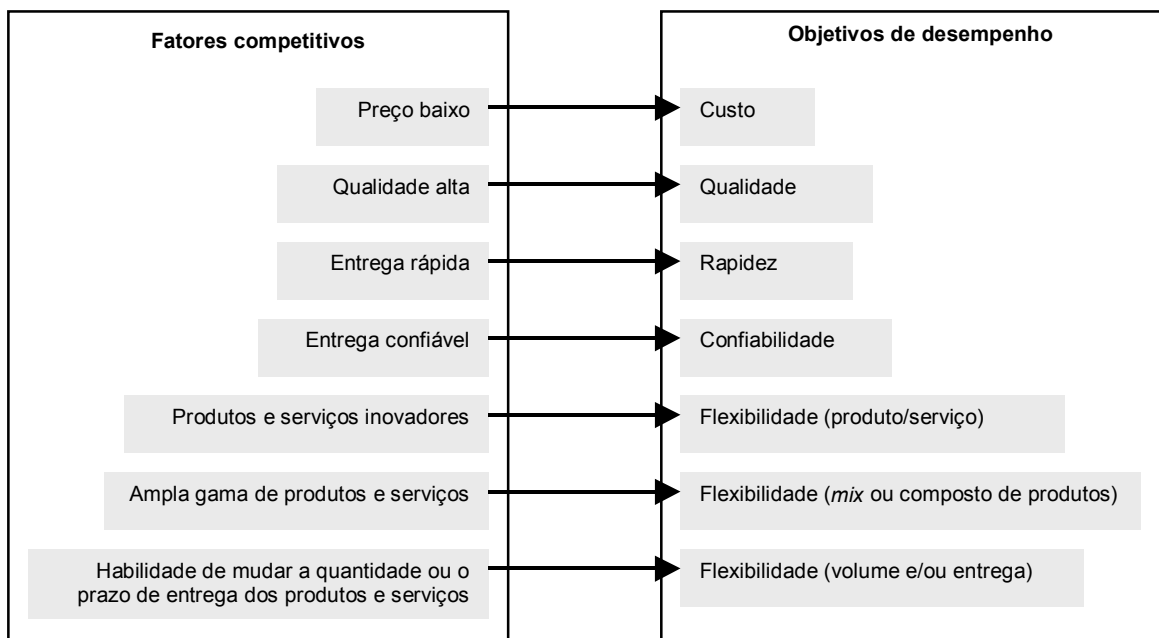 Fatores competitivos
Objetivos de desempenho
Preço baixo
Custo
Qualidade alta
Qualidade
Entrega rápida
Rapidez
Entrega confiável
Confiabilidade
Produtos e serviços inovadores
Flexibilidade (produto/serviço)
Ampla gama de produtos e serviços
Flexibilidade (mix ou composto de produtos)
Habilidade de mudar a quantidade ou o
prazo de entrega dos produtos e serviços
Flexibilidade (volume e/ou entrega)